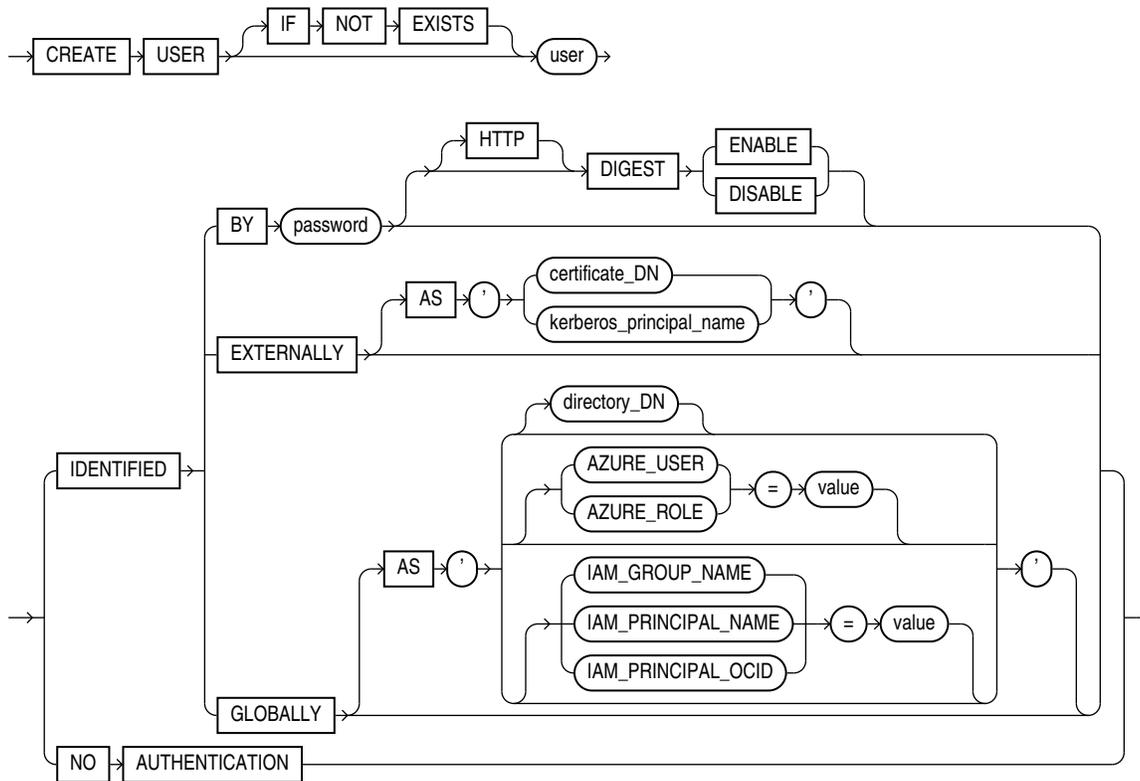 IF NOT EXISTS
CREATE USER user
HTTP ENABLE
DIGEST
DISABLE
BY password
certificate_DN
AS ' '
kerberos_principal_name
EXTERNALLY
directory_DN
AZURE_USER
IDENTIFIED
= value
AZURE_ROLE
AS ' '
IAM_GROUP_NAME
IAM_PRINCIPAL_NAME = value
IAM_PRINCIPAL_OCID
GLOBALLY
NO AUTHENTICATION